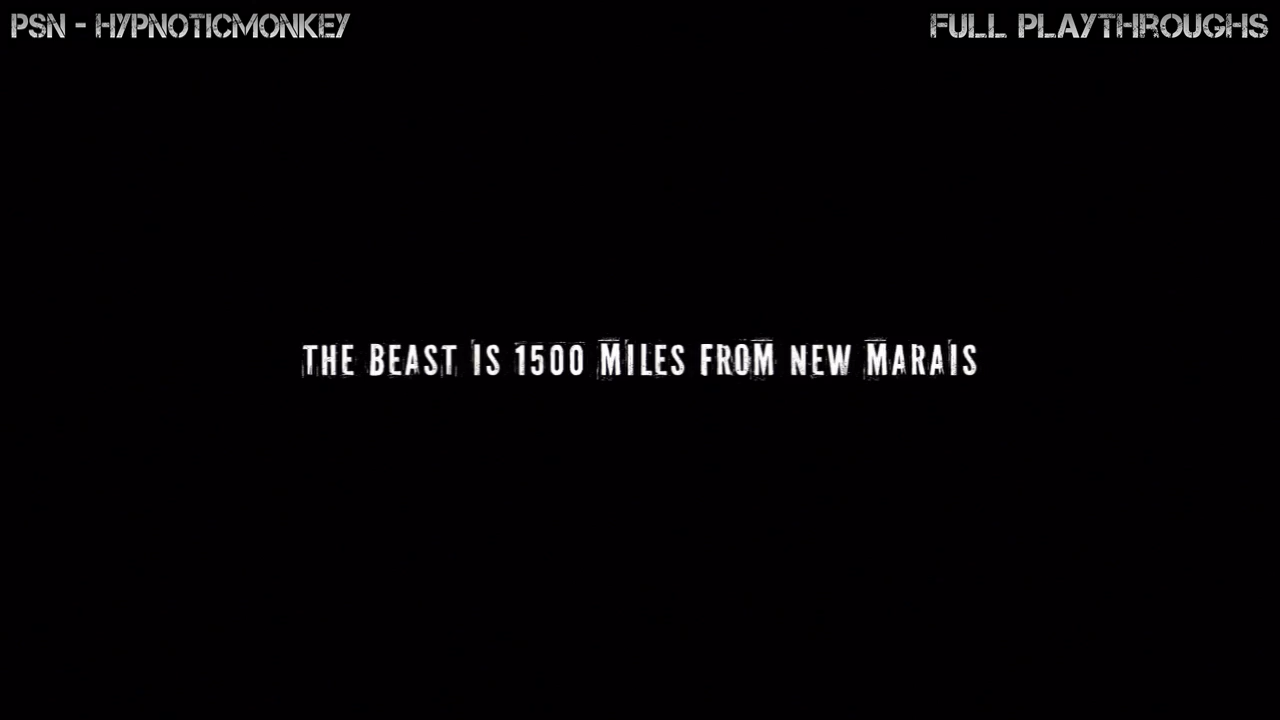 PSN - HYPNOTICMONKEY
FULL PLAYTHROUGHS
THE BEAST IS 1500 MILES FROM NEW MARAIS